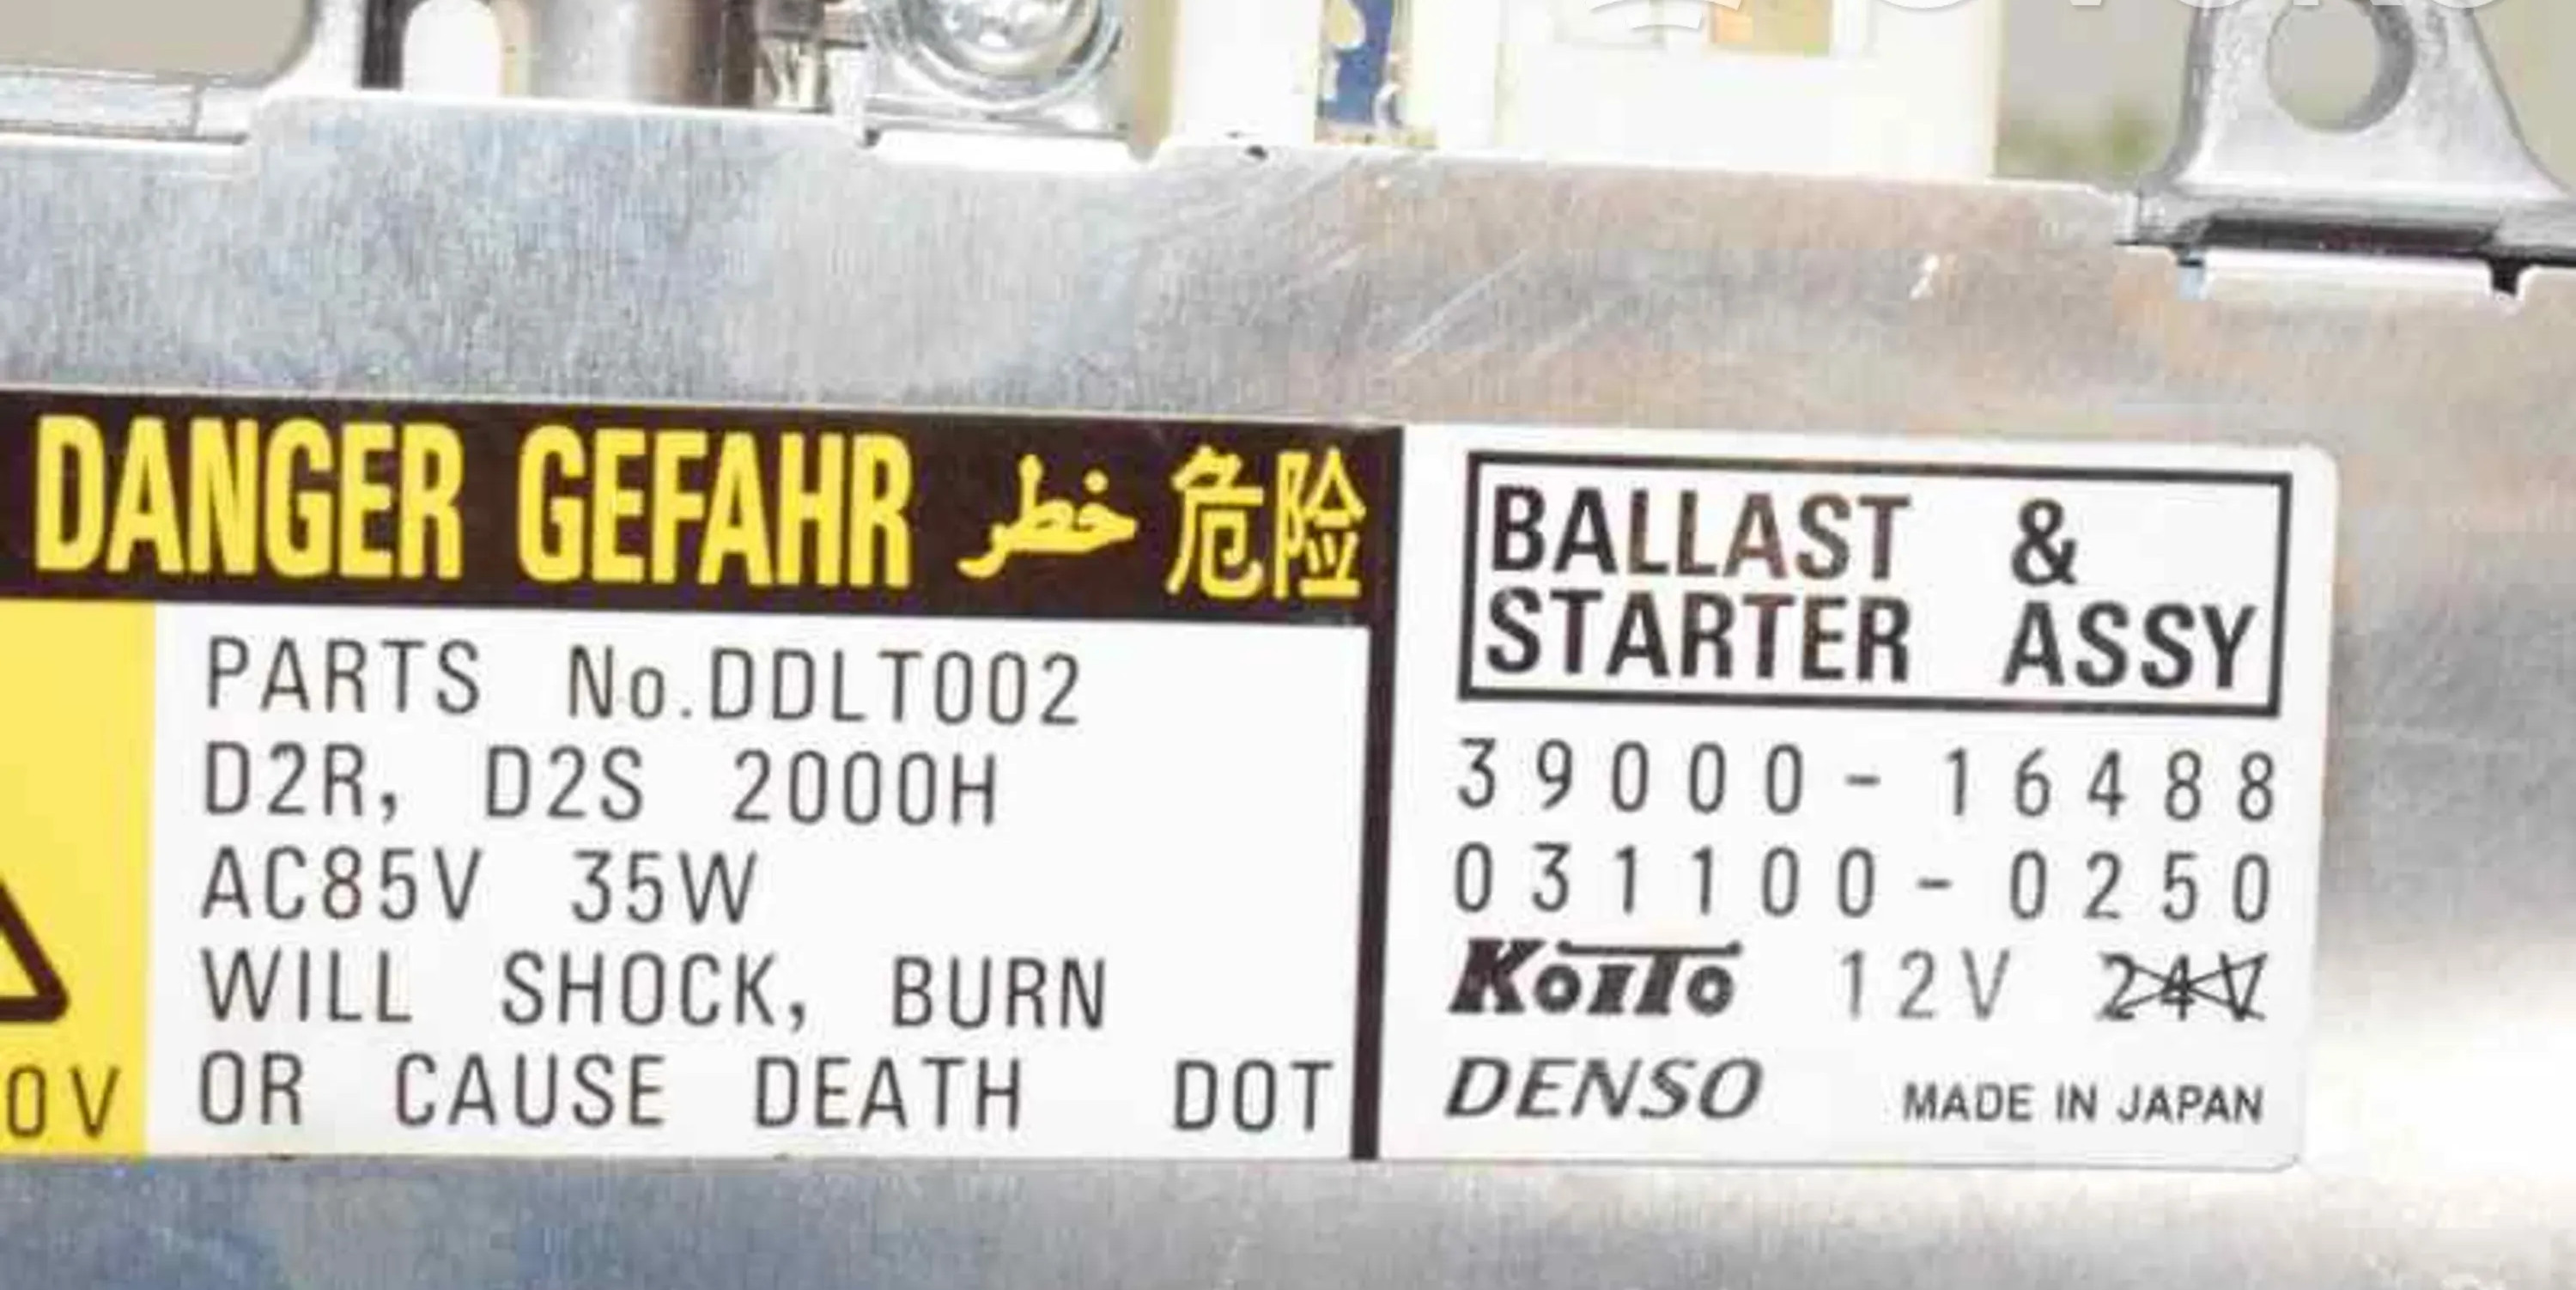 DANGER GEFAHR خطر 危险
PARTS No.DDLT002
D2R, D2S 2000H
AC85V 35W
WILL SHOCK, BURN
OR CAUSE DEATH DOT
0V
BALLAST &
STARTER ASSY
39000-16488
031100-0250
KOITO 12V 24V
DENSO MADE IN JAPAN